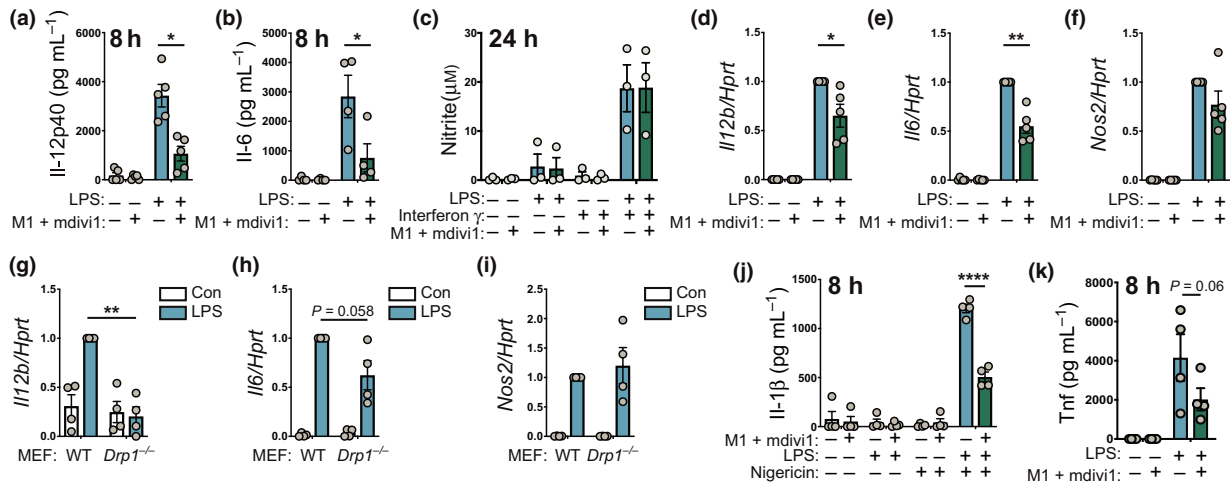 (a)
Il-12p40 (pg mL⁻¹)
8 h
*
6000
4000
2000
0
LPS: – – + +
M1 + mdivi1: – + – +
(b)
Il-6 (pg mL⁻¹)
8 h
*
6000
4000
2000
0
LPS: – – + +
M1 + mdivi1: – + – +
(c)
Nitrite(μM)
24 h
40
30
20
10
0
LPS: – – + + – – + +
Interferon γ: – – – – + + + +
M1 + mdivi1: – + – + – + – +
(d)
Il12b/Hprt
*
1.5
1.0
0.5
0.0
LPS: – – + +
M1 + mdivi1: – + – +
(e)
Il6/Hprt
**
1.5
1.0
0.5
0.0
LPS: – – + +
M1 + mdivi1: – + – +
(f)
Nos2/Hprt
1.5
1.0
0.5
0.0
LPS: – – + +
M1 + mdivi1: – + – +
(g)
Il12b/Hprt
**
Con
LPS
1.5
1.0
0.5
0.0
MEF: WT Drp1⁻/⁻
(h)
Il6/Hprt
P = 0.058
Con
LPS
1.5
1.0
0.5
0.0
MEF: WT Drp1⁻/⁻
(i)
Nos2/Hprt
Con
LPS
2.5
2.0
1.5
1.0
0.5
0.0
MEF: WT Drp1⁻/⁻
(j)
Il-1β (pg mL⁻¹)
8 h
****
1500
1000
500
0
M1 + mdivi1: – + – + – + – +
LPS: – – + + – – + +
Nigericin: – – – – + + + +
(k)
Tnf (pg mL⁻¹)
8 h
P = 0.06
8000
6000
4000
2000
0
LPS: – – + +
M1 + mdivi1: – + – +